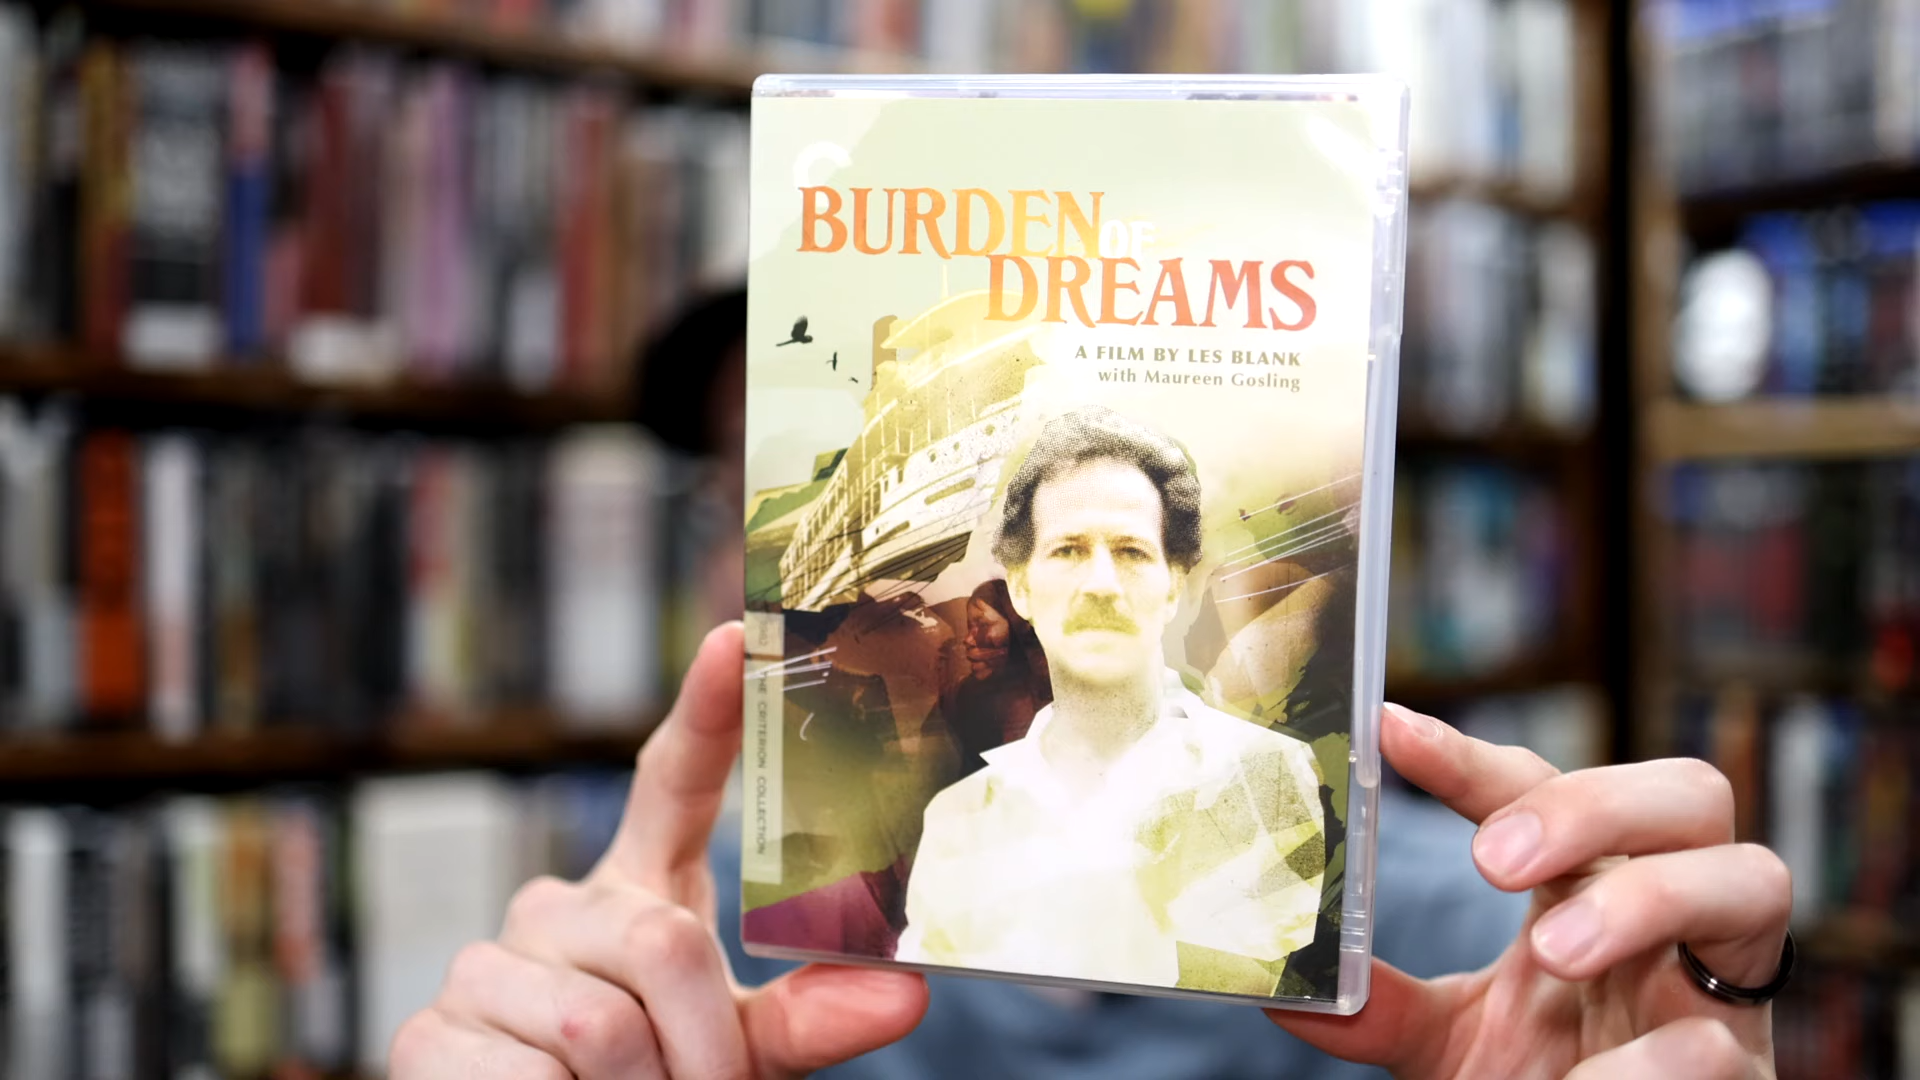 BURDEN OF
DREAMS
A FILM BY LES BLANK
with Maureen Gosling
THE CRITERION COLLECTION